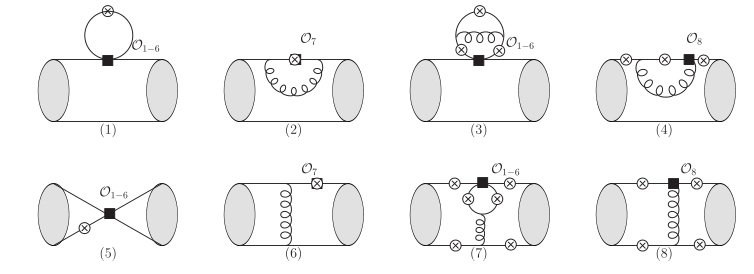 𝒪₁₋₆
𝒪₇
𝒪₁₋₆
𝒪₈
(1)
(2)
(3)
(4)
𝒪₁₋₆
𝒪₇
𝒪₁₋₆
𝒪₈
(5)
(6)
(7)
(8)